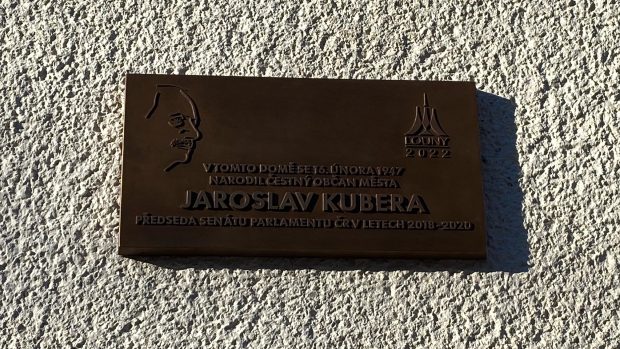 LOUNY
2022
V TOMTO DOMĚ SE 16. ÚNORA 1947
NARODIL ČESTNÝ OBČAN MĚSTA
JAROSLAV KUBERA
PŘEDSEDA SENÁTU PARLAMENTU ČR V LETECH 2018-2020